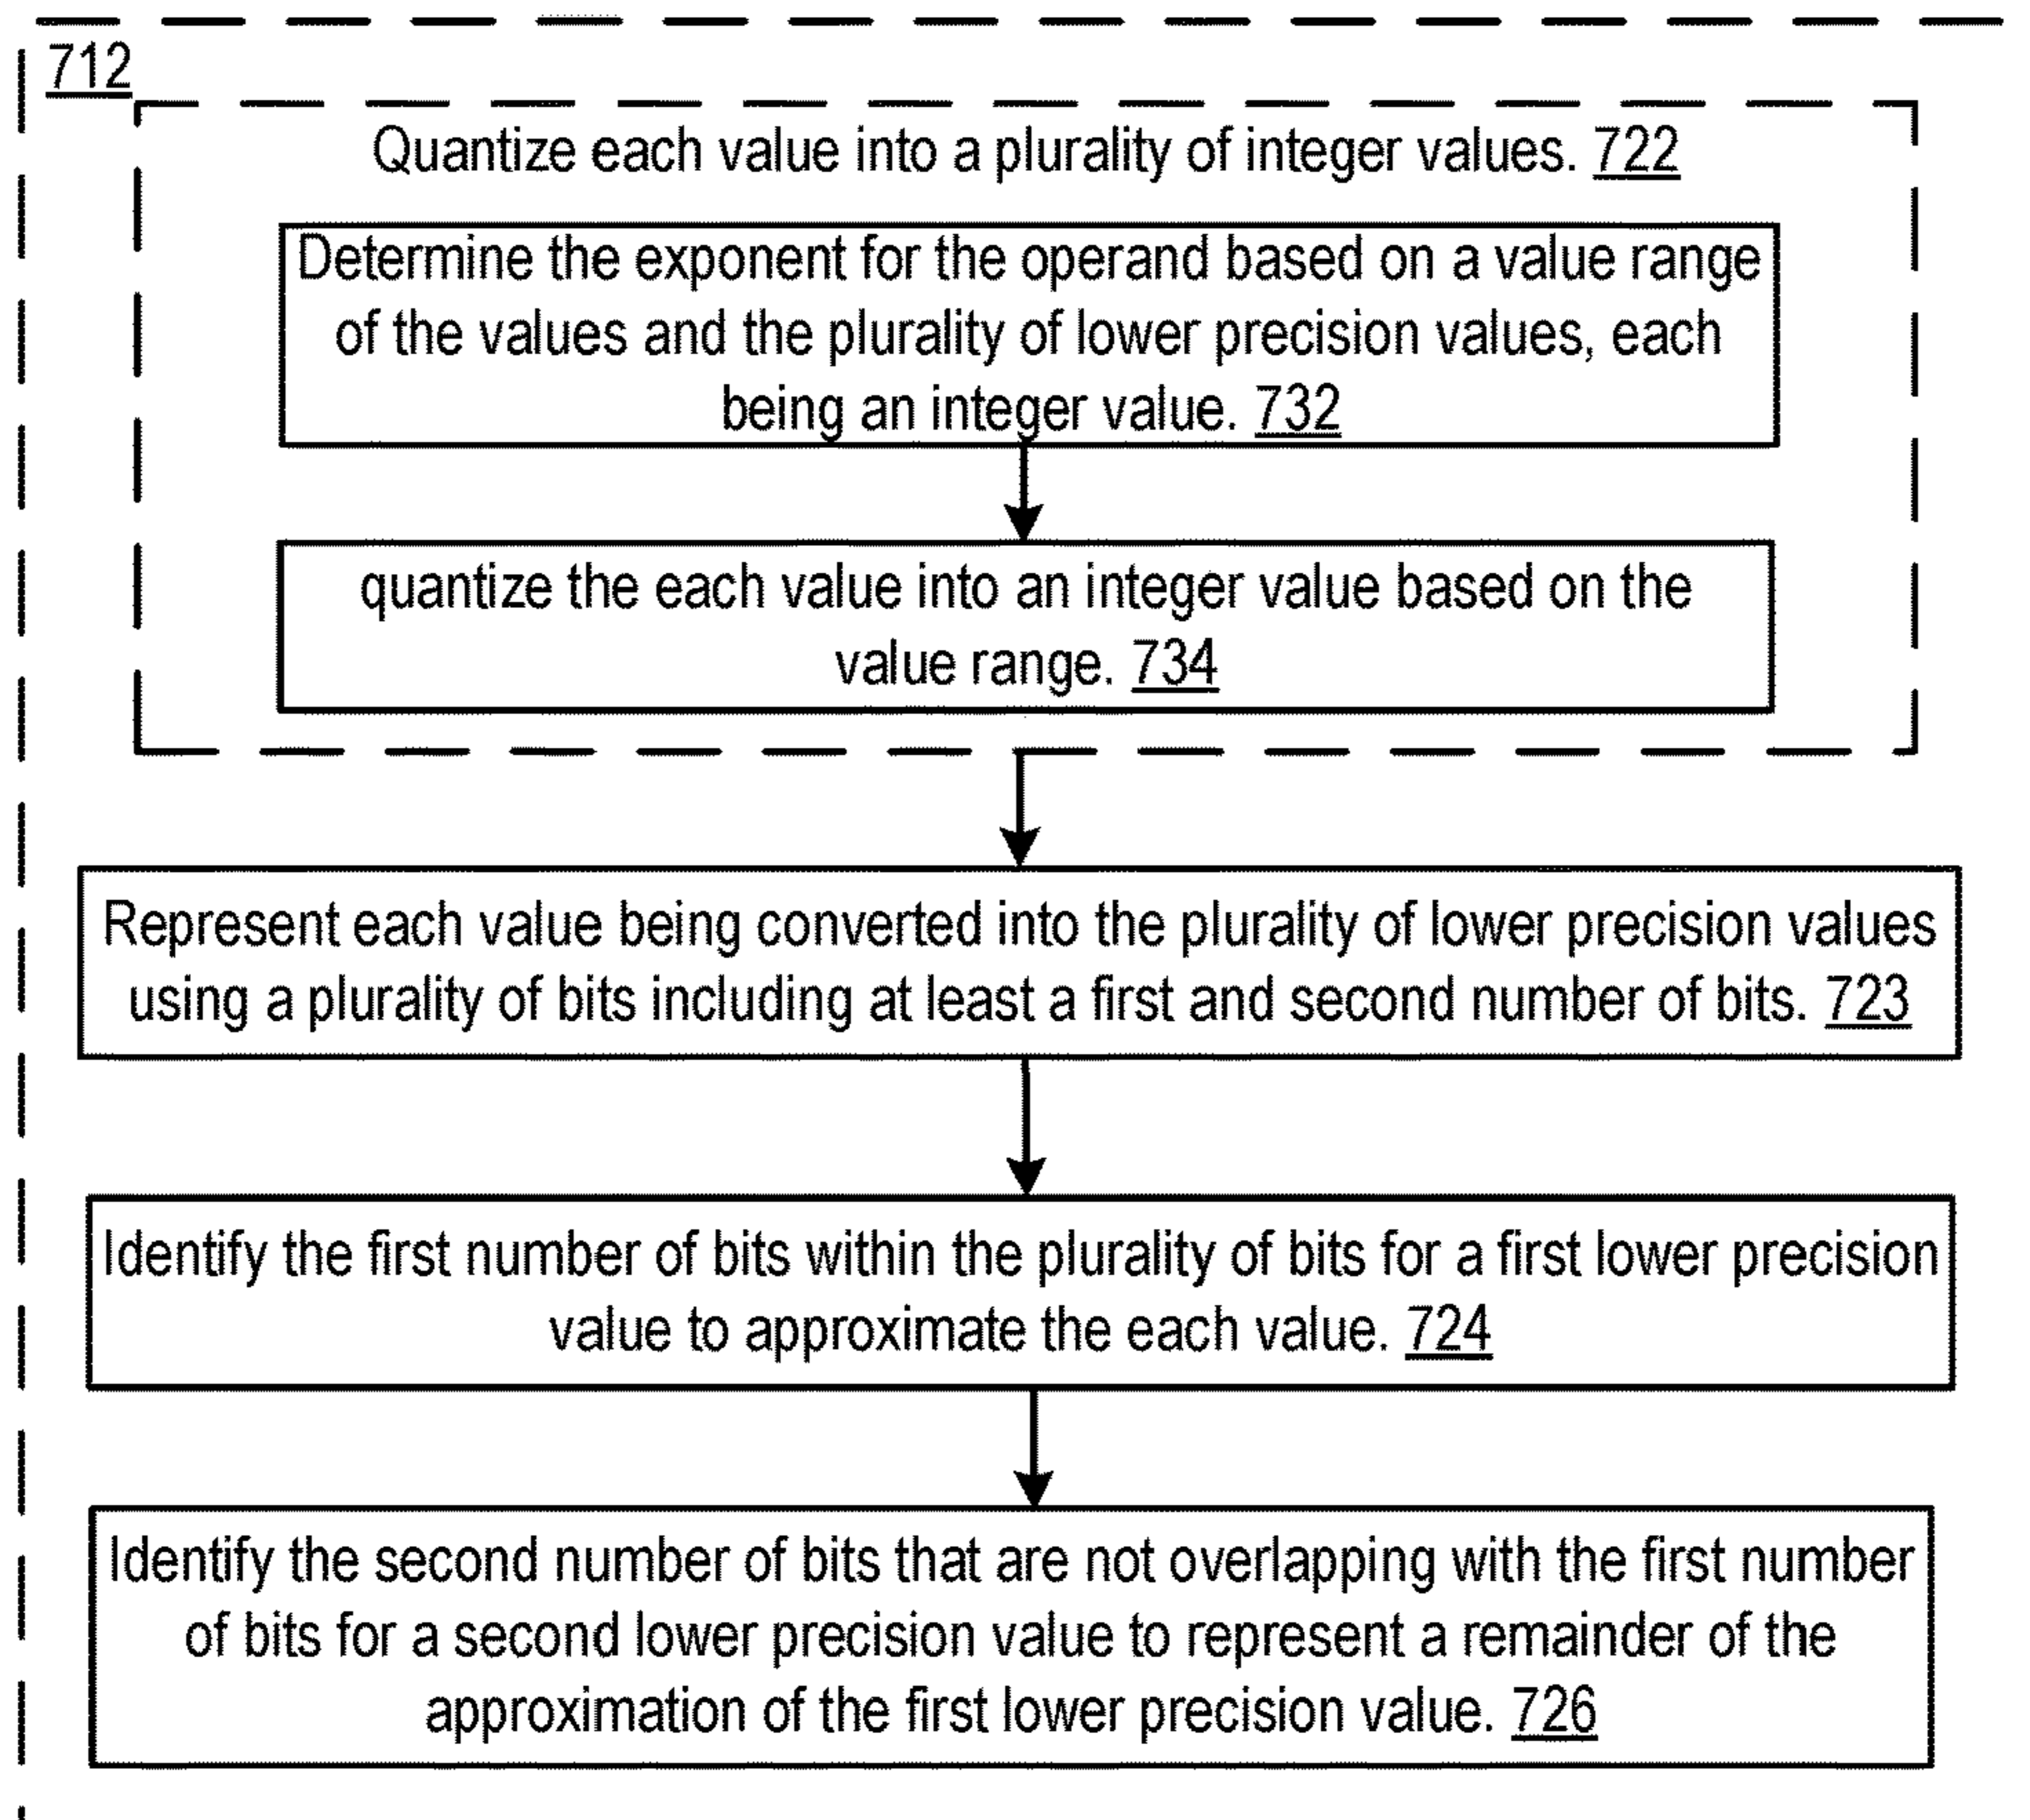 712
Quantize each value into a plurality of integer values. 722
Determine the exponent for the operand based on a value range
of the values and the plurality of lower precision values, each
being an integer value. 732
quantize the each value into an integer value based on the
value range. 734
Represent each value being converted into the plurality of lower precision values
using a plurality of bits including at least a first and second number of bits. 723
Identify the first number of bits within the plurality of bits for a first lower precision
value to approximate the each value. 724
Identify the second number of bits that are not overlapping with the first number
of bits for a second lower precision value to represent a remainder of the
approximation of the first lower precision value. 726